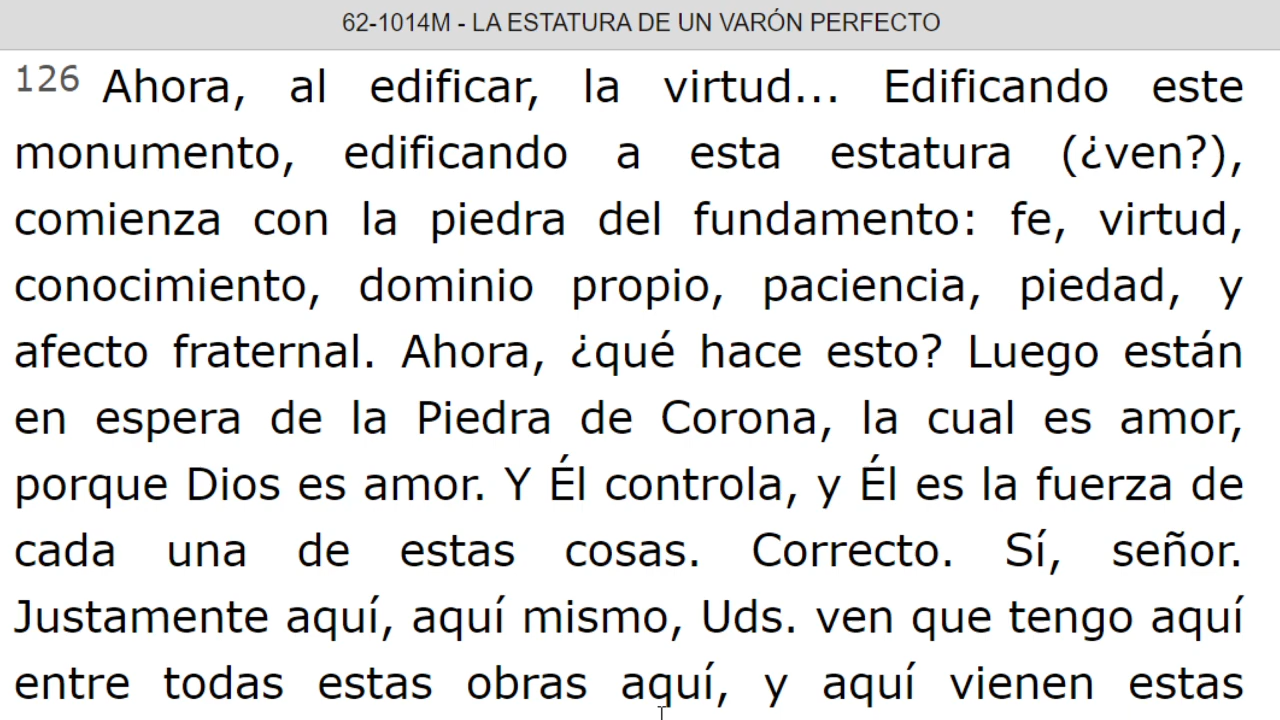 62-1014M - LA ESTATURA DE UN VARÓN PERFECTO
126 Ahora, al edificar, la virtud... Edificando este
monumento, edificando a esta estatura (¿ven?),
comienza con la piedra del fundamento: fe, virtud,
conocimiento, dominio propio, paciencia, piedad, y
afecto fraternal. Ahora, ¿qué hace esto? Luego están
en espera de la Piedra de Corona, la cual es amor,
porque Dios es amor. Y Él controla, y Él es la fuerza de
cada una de estas cosas. Correcto. Sí, señor.
Justamente aquí, aquí mismo, Uds. ven que tengo aquí
entre todas estas obras aquí, y aquí vienen estas